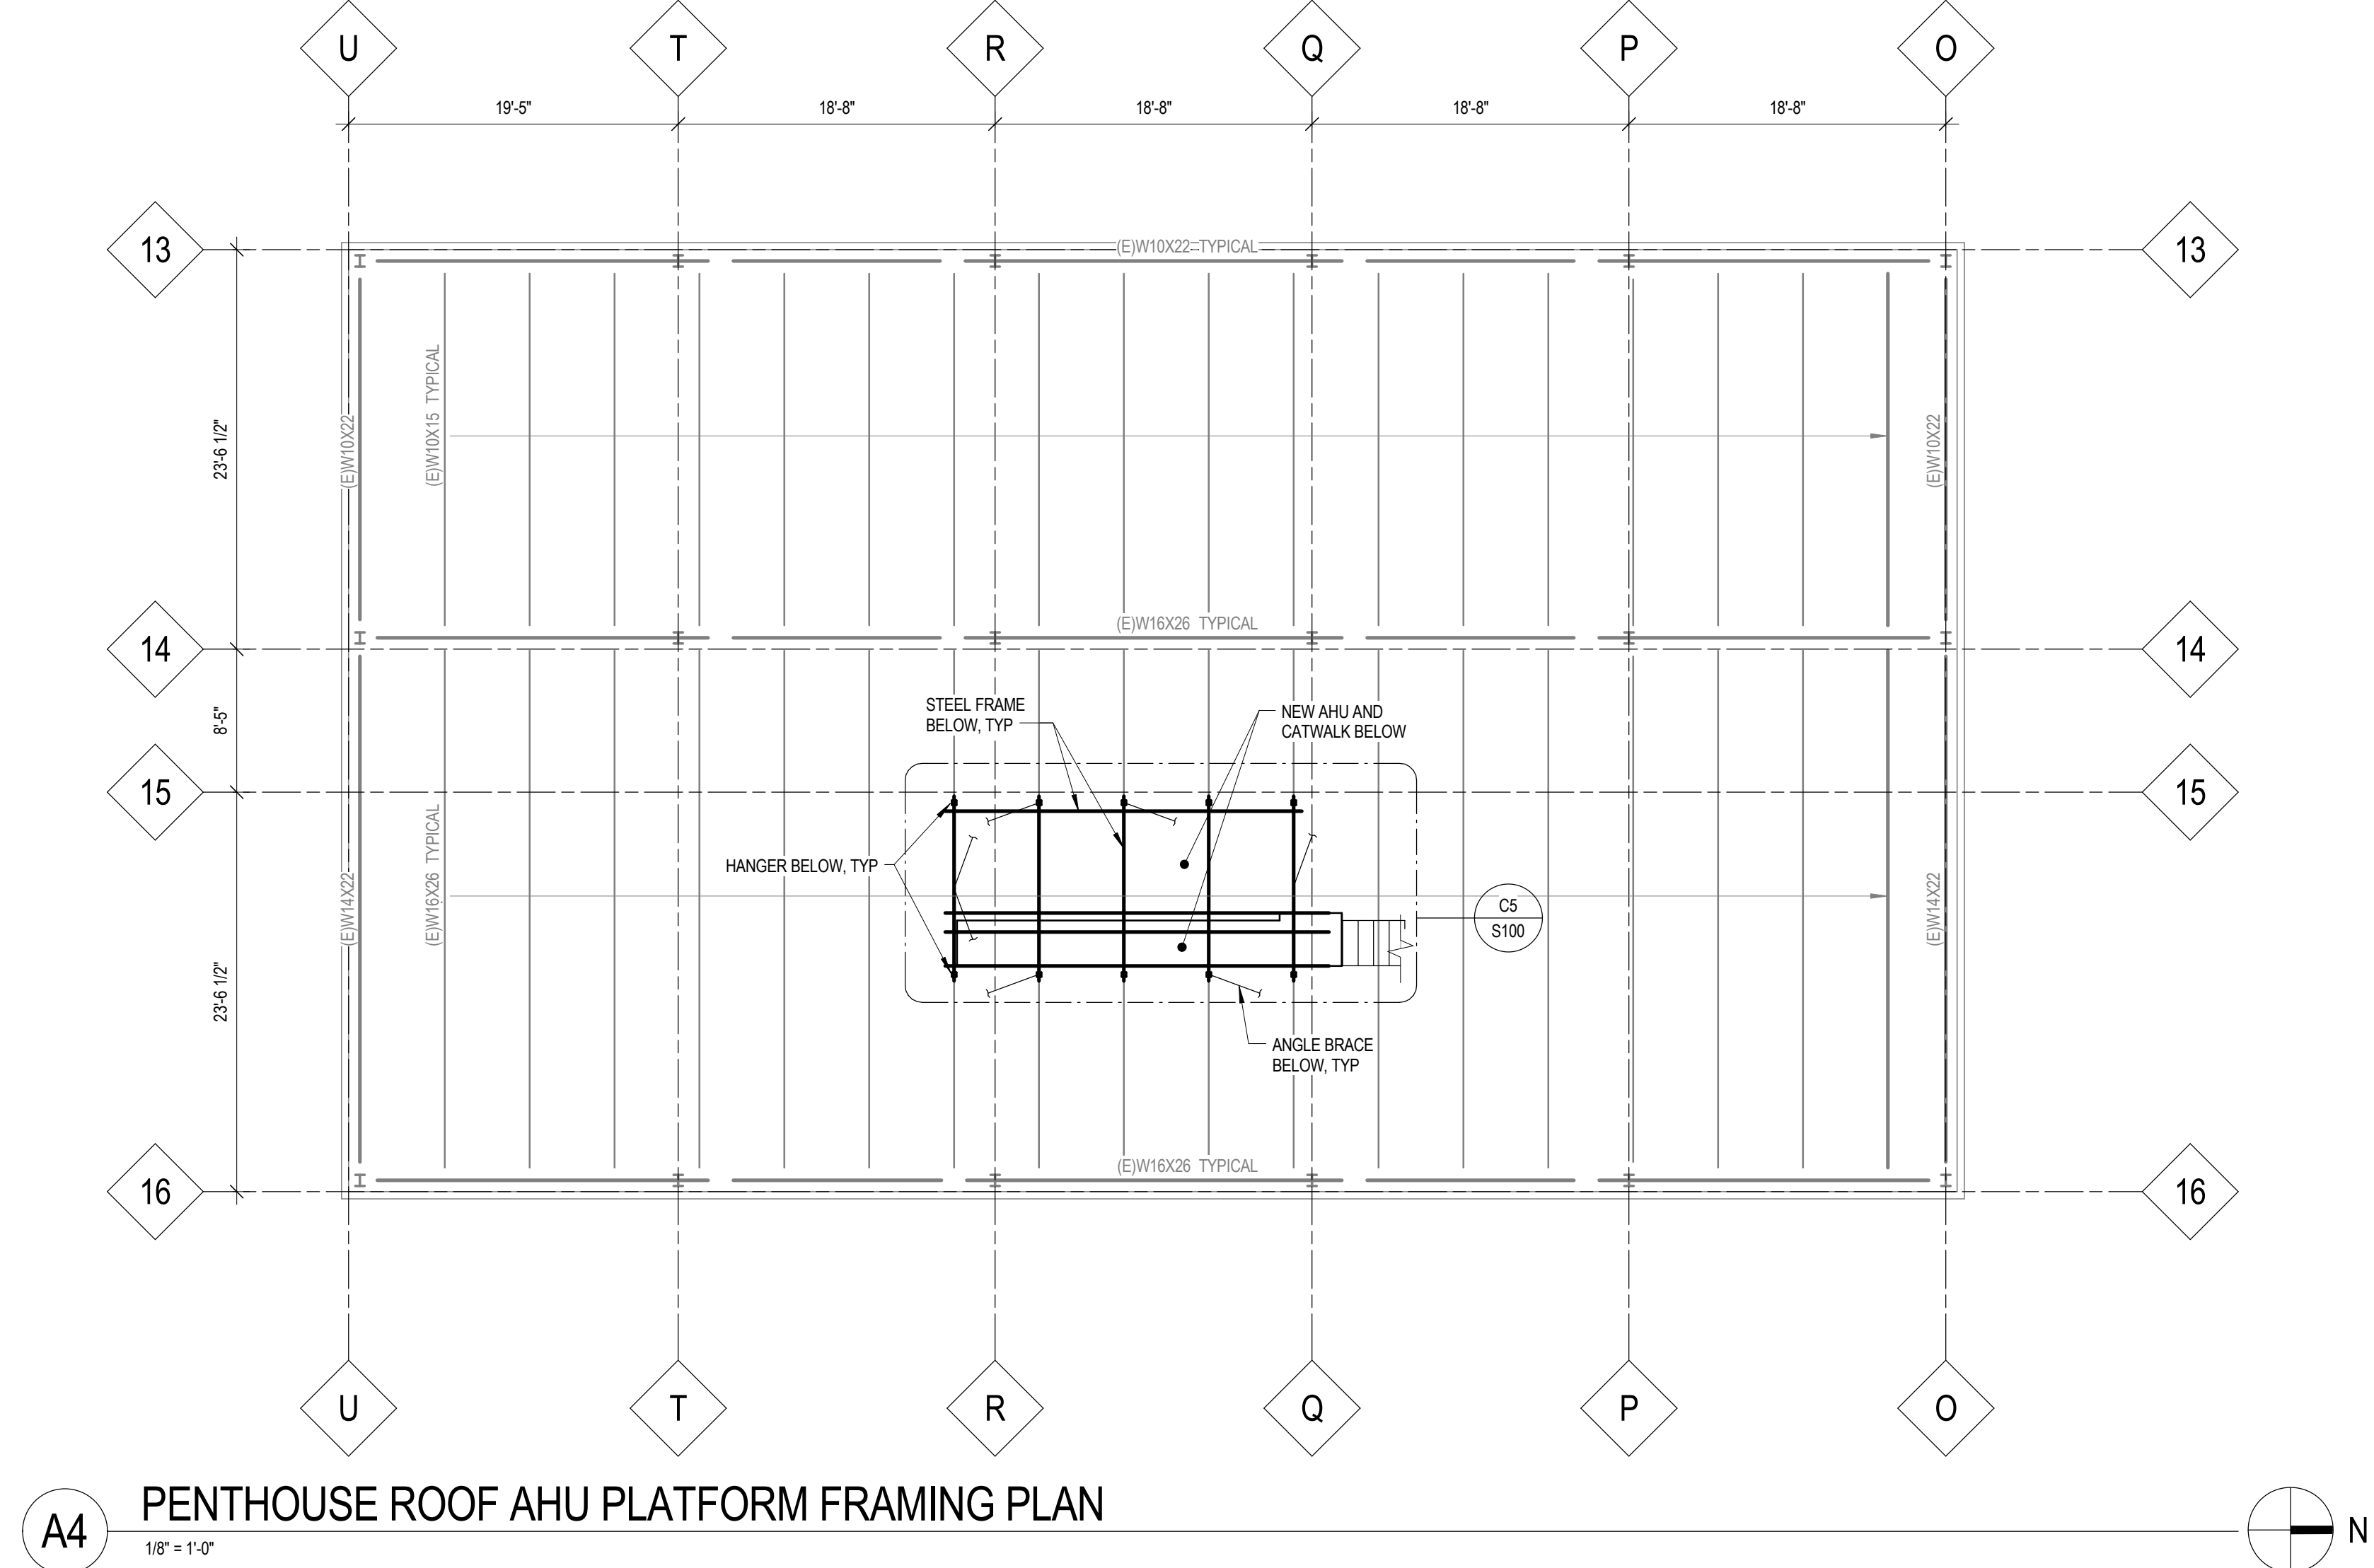 U T R Q P O
19'-5" 18'-8" 18'-8" 18'-8" 18'-8"
13 13
(E)W10X22 TYPICAL
23'-6 1/2"
(E)W10X22
(E)W10X15 TYPICAL
(E)W10X22
14 14
(E)W16X26 TYPICAL
8'-5"
STEEL FRAME
BELOW, TYP
NEW AHU AND
CATWALK BELOW
15 15
HANGER BELOW, TYP
(E)W14X22
(E)W16X26 TYPICAL
(E)W14X22
C5
S100
23'-6 1/2"
ANGLE BRACE
BELOW, TYP
(E)W16X26 TYPICAL
16 16
U T R Q P O
A4
PENTHOUSE ROOF AHU PLATFORM FRAMING PLAN
1/8" = 1'-0"
N